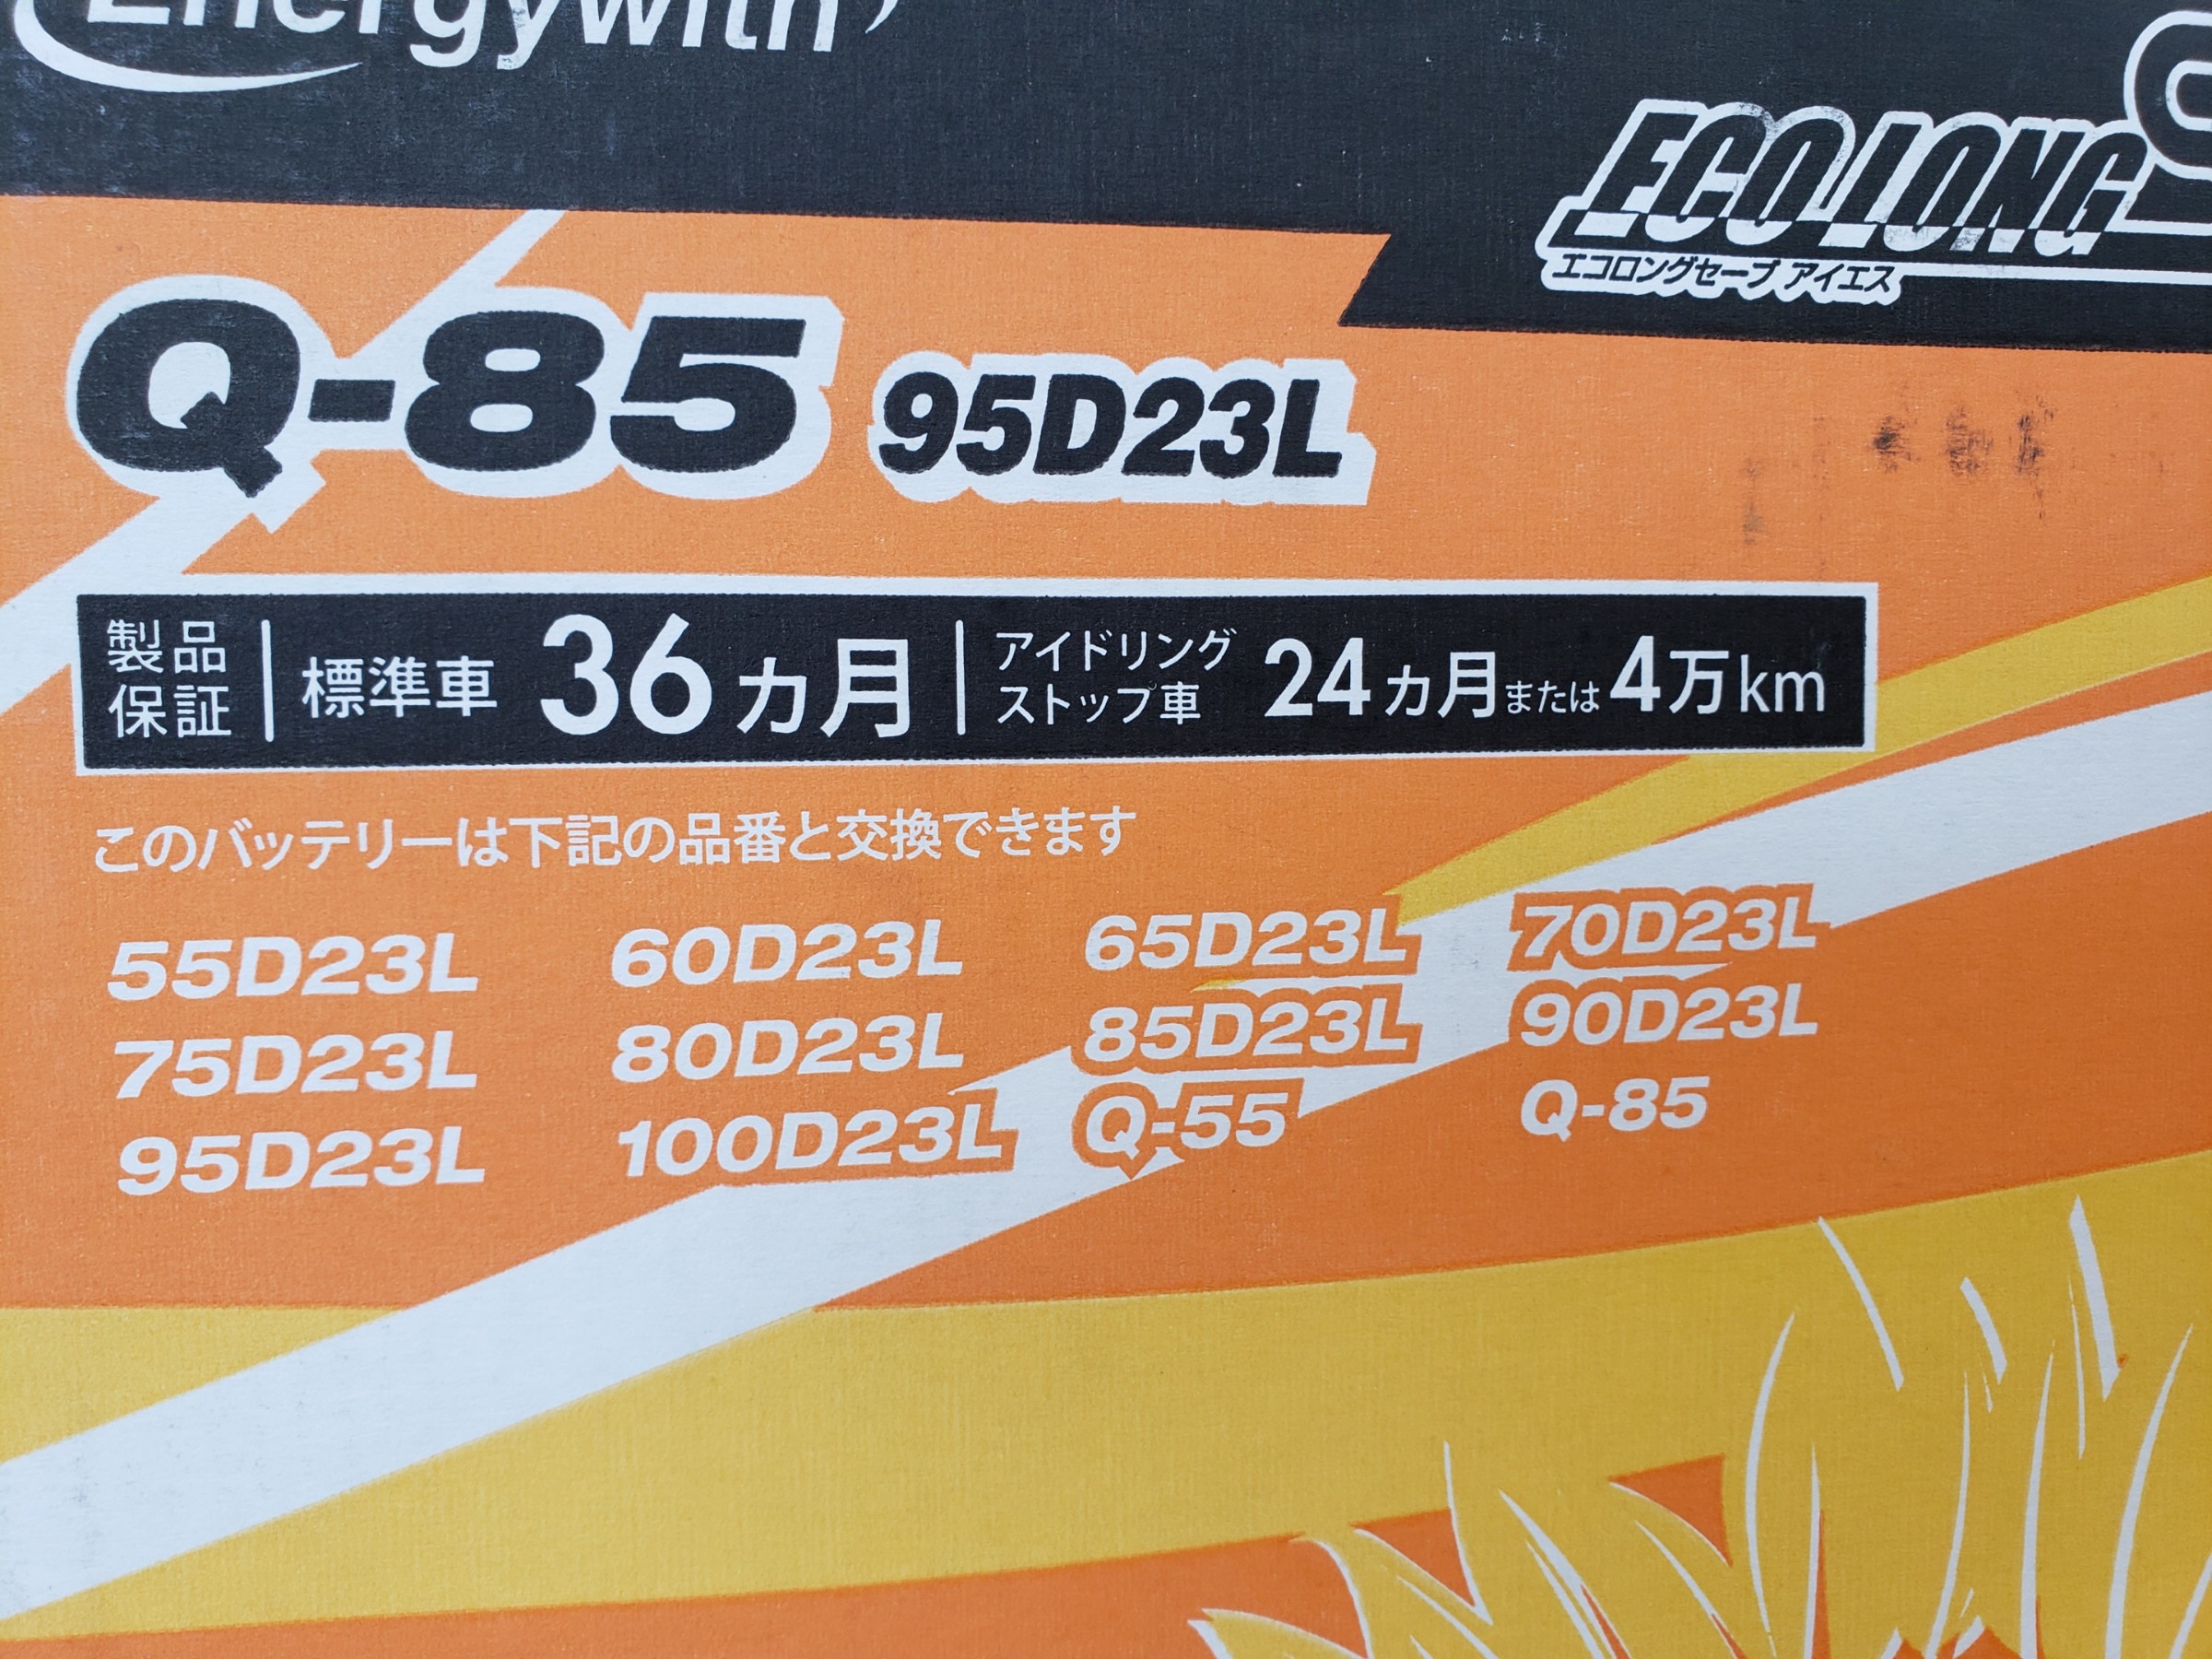 Energywith
ECO LONG
エコロングセーブ アイエス
Q-85 95D23L
製品保証 標準車 36カ月 アイドリングストップ車 24カ月または4万km
このバッテリーは下記の品番と交換できます
55D23L 60D23L 65D23L 70D23L
75D23L 80D23L 85D23L 90D23L
95D23L 100D23L Q-55 Q-85